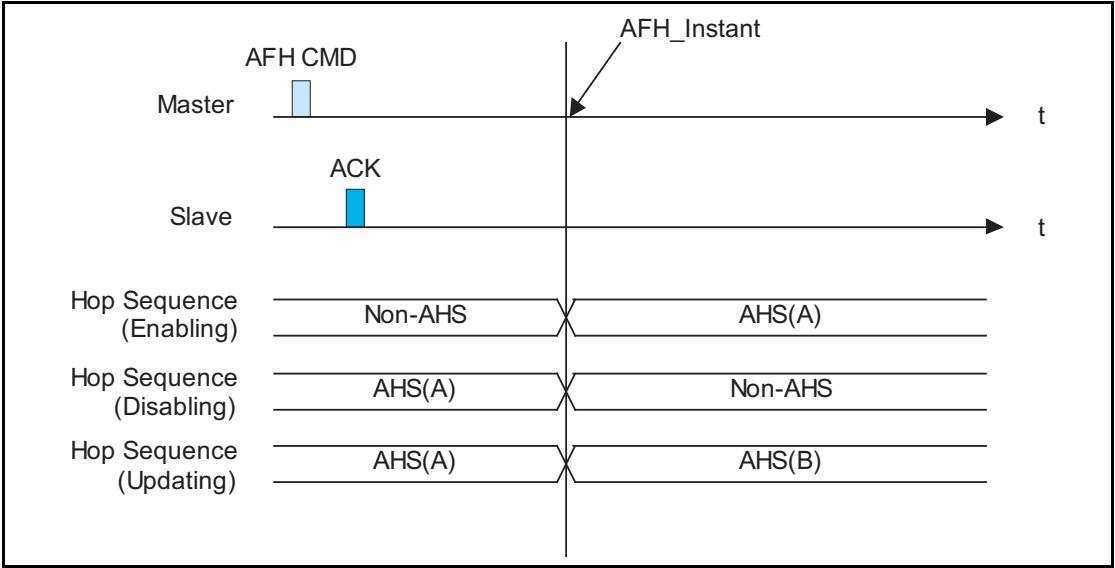 AFH_Instant
AFH CMD
Master
t
ACK
Slave
t
Hop Sequence
(Enabling)
Non-AHS
AHS(A)
Hop Sequence
(Disabling)
AHS(A)
Non-AHS
Hop Sequence
(Updating)
AHS(A)
AHS(B)